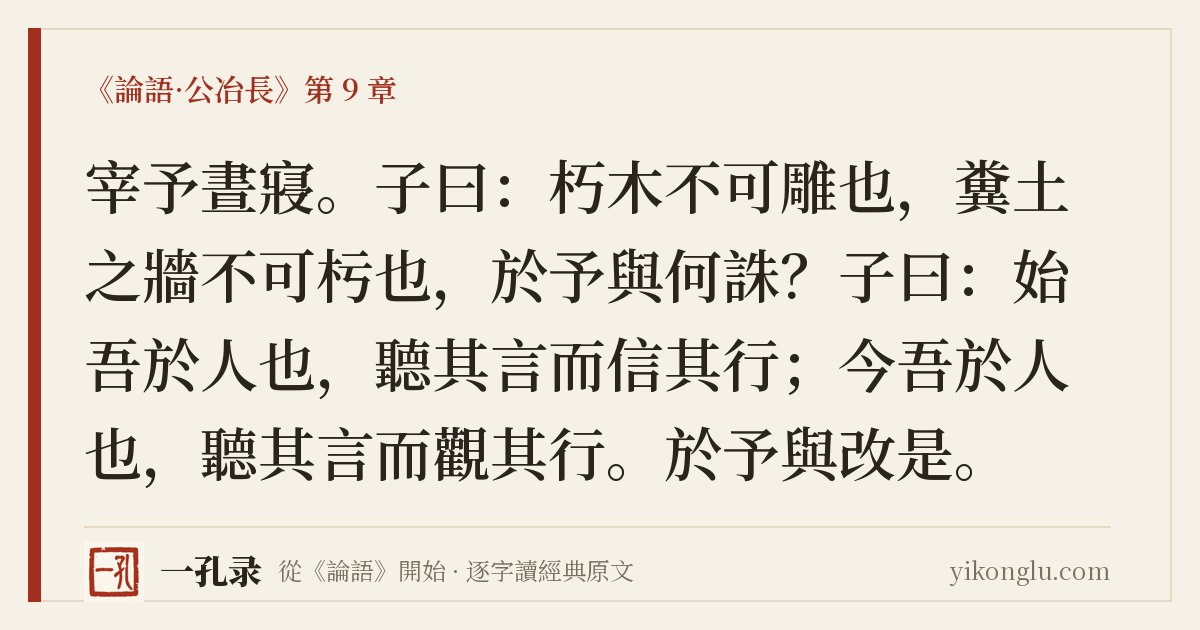 《論語·公冶長》第 9 章
宰予晝寢。子曰：朽木不可雕也，糞土
之牆不可杇也，於予與何誅？子曰：始
吾於人也，聽其言而信其行；今吾於人
也，聽其言而觀其行。於予與改是。
一孔
一孔录 從《論語》開始 · 逐字讀經典原文 yikonglu.com